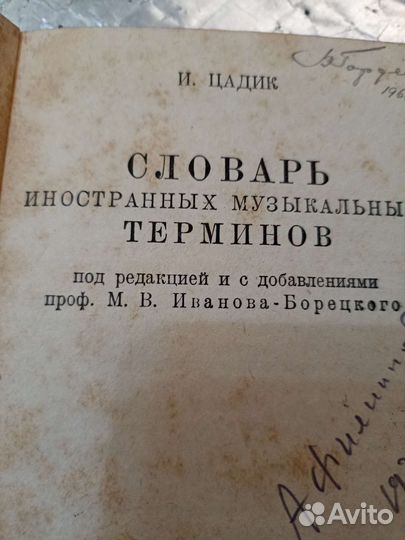 И. ЦАДИК
СЛОВАРЬ
ИНОСТРАННЫХ МУЗЫКАЛЬНЫ
ТЕРМИНОВ
под редакцией и с добавлениями
проф. М. В. Иванова-Борецкого
Avito